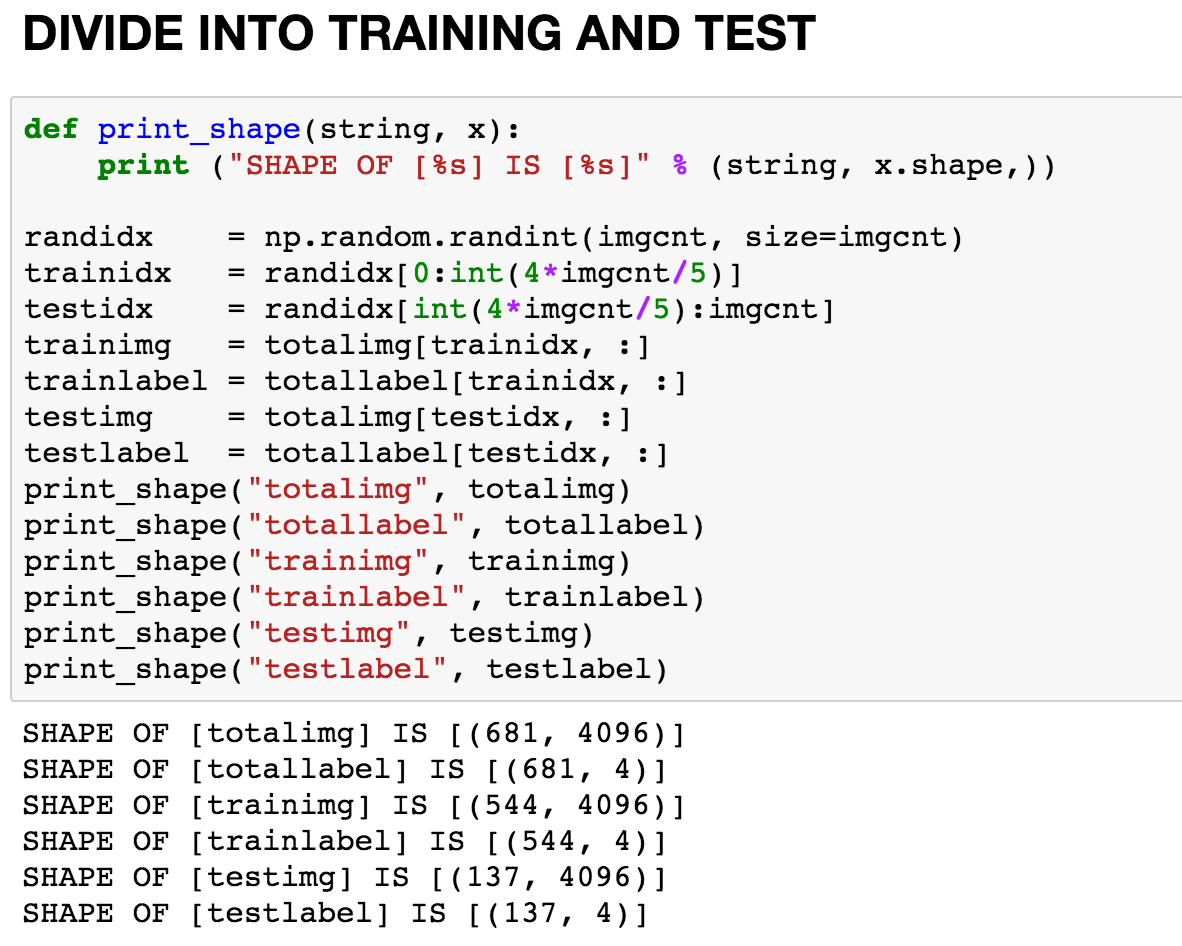 DIVIDE INTO TRAINING AND TEST
def print_shape(string, x):
    print ("SHAPE OF [%s] IS [%s]" % (string, x.shape,))

randidx    = np.random.randint(imgcnt, size=imgcnt)
trainidx   = randidx[0:int(4*imgcnt/5)]
testidx    = randidx[int(4*imgcnt/5):imgcnt]
trainimg   = totalimg[trainidx, :]
trainlabel = totallabel[trainidx, :]
testimg    = totalimg[testidx, :]
testlabel  = totallabel[testidx, :]
print_shape("totalimg", totalimg)
print_shape("totallabel", totallabel)
print_shape("trainimg", trainimg)
print_shape("trainlabel", trainlabel)
print_shape("testimg", testimg)
print_shape("testlabel", testlabel)
SHAPE OF [totalimg] IS [(681, 4096)]
SHAPE OF [totallabel] IS [(681, 4)]
SHAPE OF [trainimg] IS [(544, 4096)]
SHAPE OF [trainlabel] IS [(544, 4)]
SHAPE OF [testimg] IS [(137, 4096)]
SHAPE OF [testlabel] IS [(137, 4)]